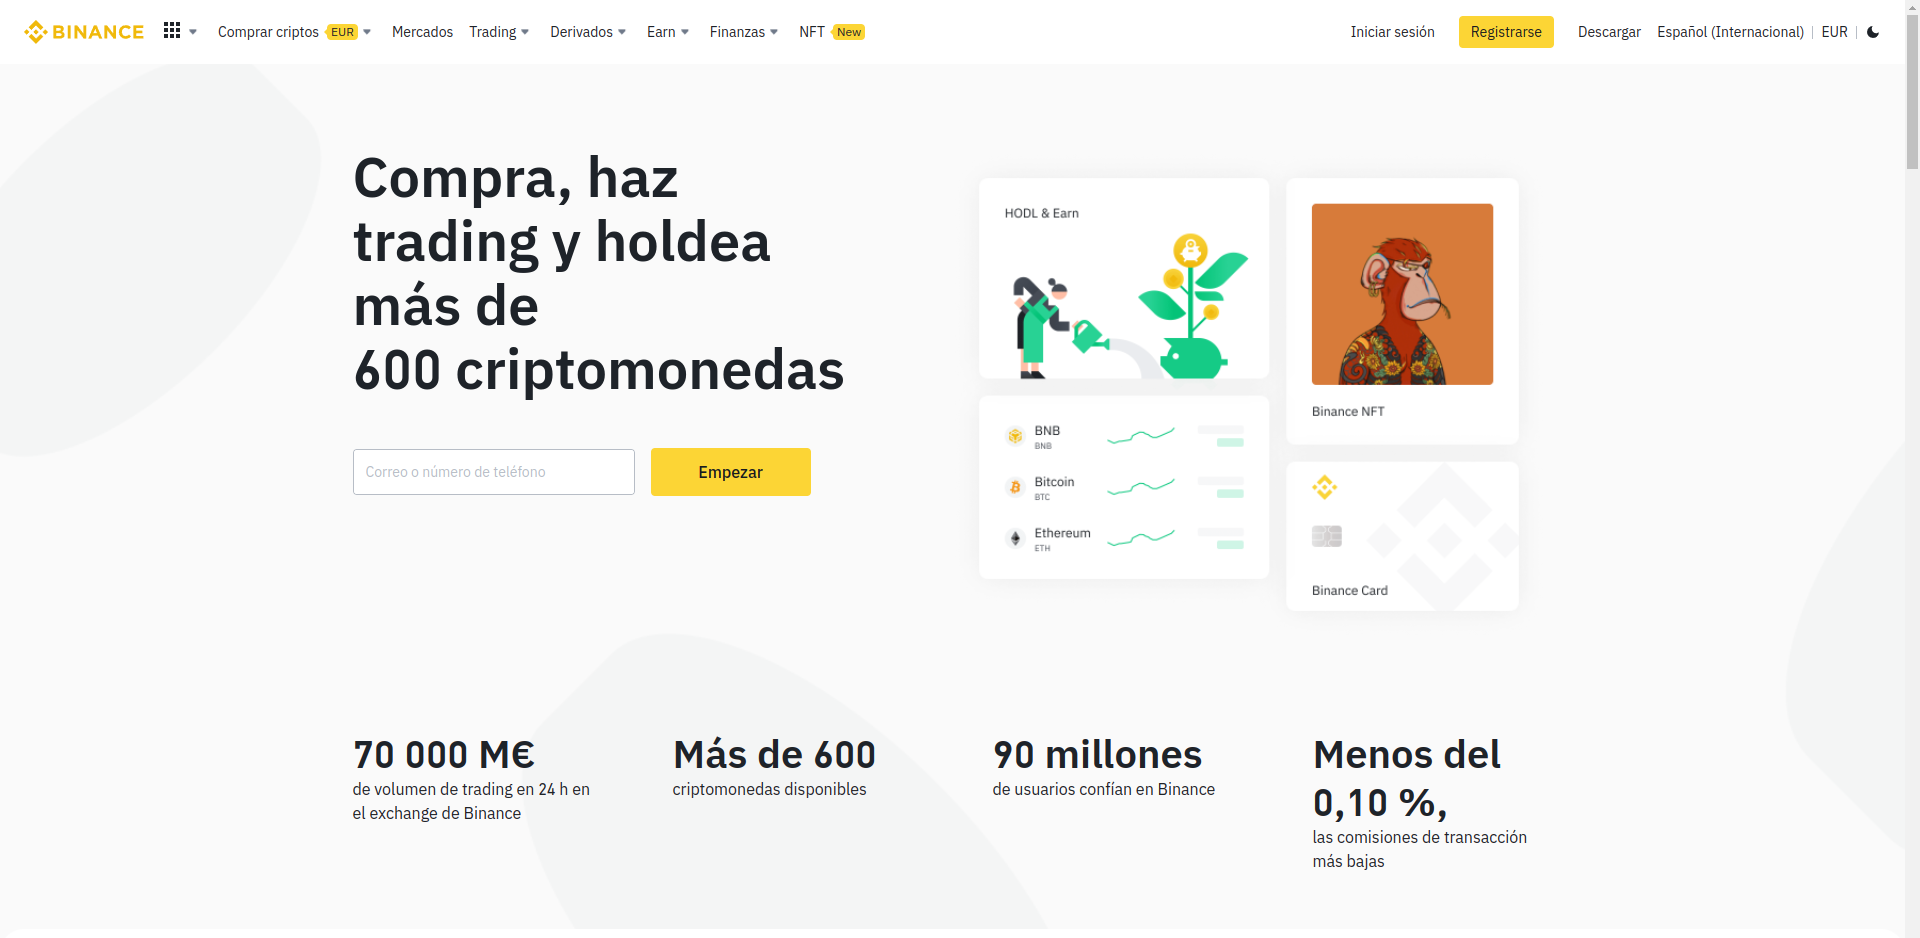 BINANCE
Comprar criptos EUR
Mercados
Trading
Derivados
Earn
Finanzas
NFT New
Iniciar sesión
Registrarse
Descargar
Español (Internacional)
EUR
Compra, haz
trading y holdea
más de
600 criptomonedas
Correo o número de teléfono
Empezar
HODL & Earn
BNB
BNB
Bitcoin
BTC
Ethereum
ETH
Binance NFT
Binance Card
70 000 M€
de volumen de trading en 24 h en
el exchange de Binance
Más de 600
criptomonedas disponibles
90 millones
de usuarios confían en Binance
Menos del
0,10 %,
las comisiones de transacción
más bajas